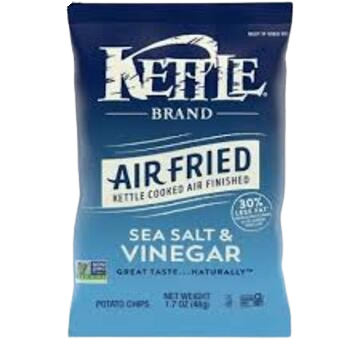 KETTLE
BRAND
AIR FRIED
KETTLE COOKED AIR FINISHED
30%
LESS FAT*
SEA SALT &
VINEGAR
GREAT TASTE...NATURALLY™
POTATO CHIPS
NET WEIGHT
1.7 OZ (48g)